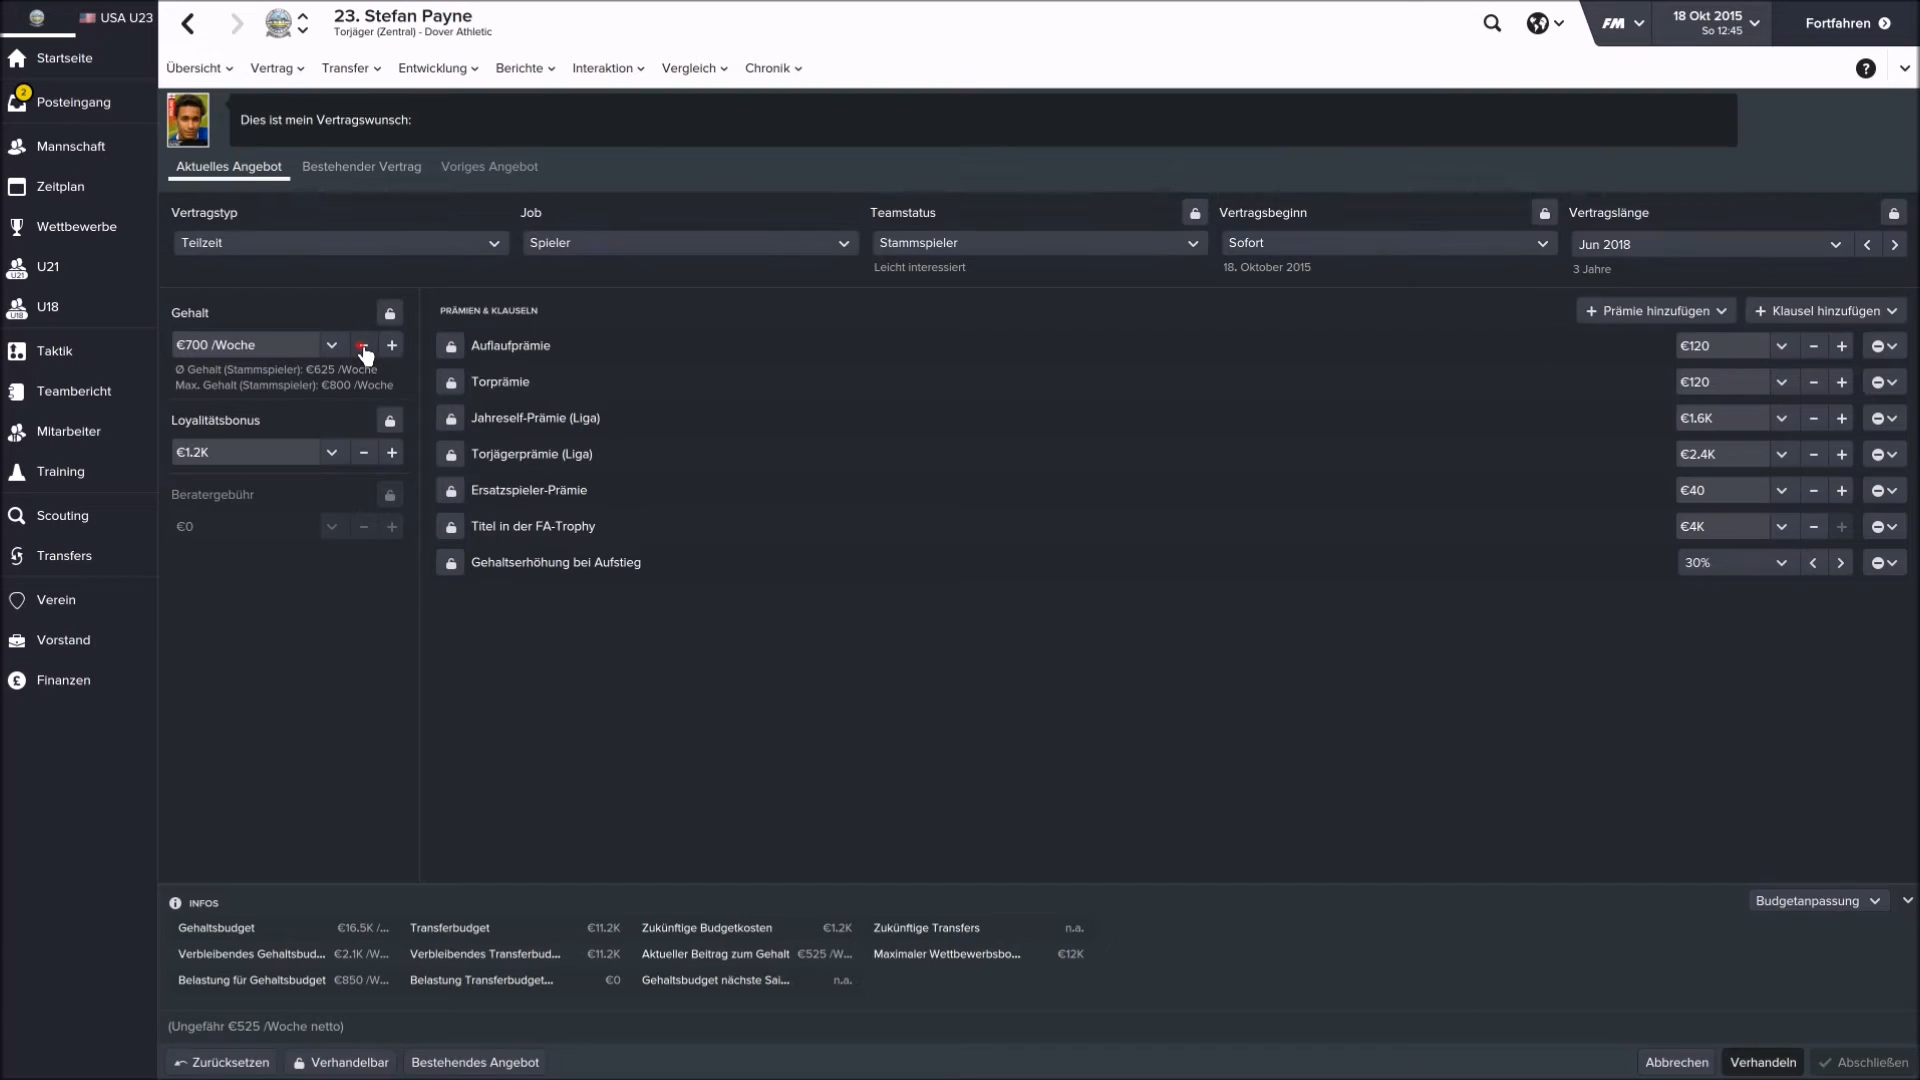 USA U23
23. Stefan Payne
Torjäger (Zentral) - Dover Athletic
FM
18 Okt 2015
So 12:45
Fortfahren
Startseite
2
Posteingang
Mannschaft
Zeitplan
Wettbewerbe
U21
U21
U18
U18
Taktik
Teambericht
Mitarbeiter
Training
Scouting
Transfers
Verein
Vorstand
Finanzen
Übersicht
Vertrag
Transfer
Entwicklung
Berichte
Interaktion
Vergleich
Chronik
?
Dies ist mein Vertragswunsch:
Aktuelles Angebot
Bestehender Vertrag
Voriges Angebot
Vertragstyp
Teilzeit
Job
Spieler
Teamstatus
Stammspieler
Leicht interessiert
Vertragsbeginn
Sofort
18. Oktober 2015
Vertragslänge
Jun 2018
3 Jahre
Gehalt
€700 /Woche
Ø Gehalt (Stammspieler): €625 /Woche
Max. Gehalt (Stammspieler): €800 /Woche
Loyalitätsbonus
€1.2K
Beratergebühr
€0
PRÄMIEN & KLAUSELN
+ Prämie hinzufügen
+ Klausel hinzufügen
Auflaufprämie €120
Torprämie €120
Jahreself-Prämie (Liga) €1.6K
Torjägerprämie (Liga) €2.4K
Ersatzspieler-Prämie €40
Titel in der FA-Trophy €4K
Gehaltserhöhung bei Aufstieg 30%
INFOS
Budgetanpassung
Gehaltsbudget €16.5K /... Transferbudget €11.2K Zukünftige Budgetkosten €1.2K Zukünftige Transfers n.a.
Verbleibendes Gehaltsbud... €2.1K /W... Verbleibendes Transferbud... €11.2K Aktueller Beitrag zum Gehalt €525 /W... Maximaler Wettbewerbsbo... €12K
Belastung für Gehaltsbudget €850 /W... Belastung Transferbudget... €0 Gehaltsbudget nächste Sai... n.a.
(Ungefähr €525 /Woche netto)
Zurücksetzen
Verhandelbar
Bestehendes Angebot
Abbrechen
Verhandeln
Abschließen